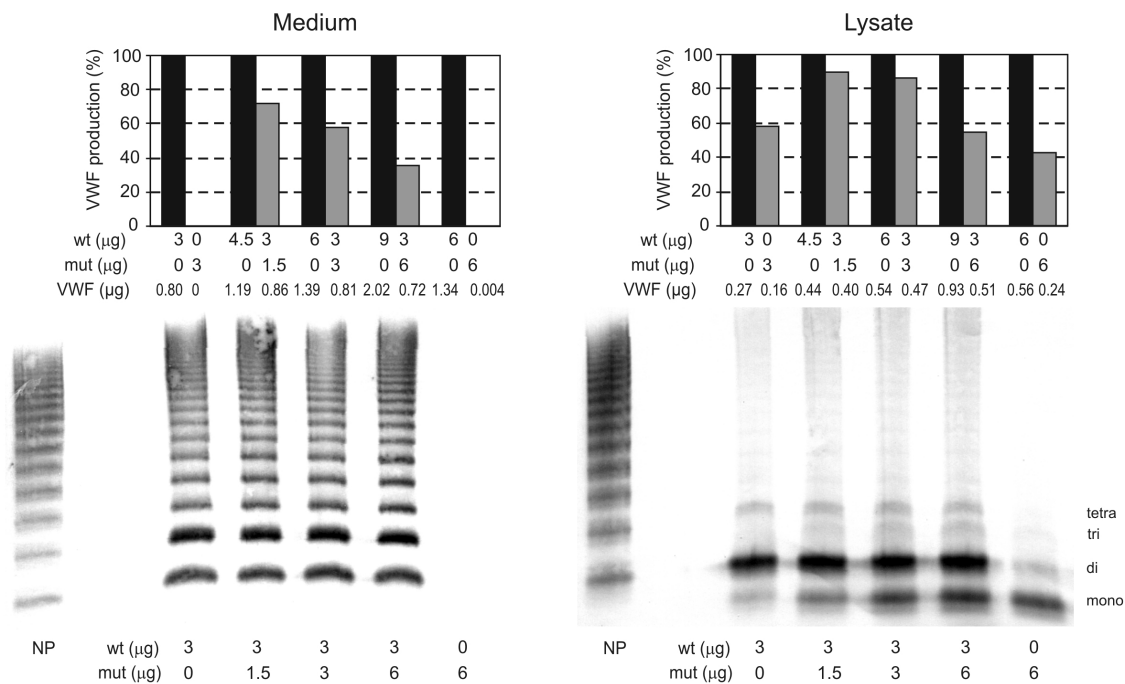 Medium
VWF production (%)
100
80
60
40
20
0
wt (µg) 3 0 4.5 3 6 3 9 3 6 0
mut (µg) 0 3 0 1.5 0 3 0 6 0 6
VWF (µg) 0.80 0 1.19 0.86 1.39 0.81 2.02 0.72 1.34 0.004
NP
wt (µg) 3 3 3 3 0
mut (µg) 0 1.5 3 6 6
Lysate
VWF production (%)
100
80
60
40
20
0
wt (µg) 3 0 4.5 3 6 3 9 3 6 0
mut (µg) 0 3 0 1.5 0 3 0 6 0 6
VWF (µg) 0.27 0.16 0.44 0.40 0.54 0.47 0.93 0.51 0.56 0.24
tetra
tri
di
mono
NP
wt (µg) 3 3 3 3 0
mut (µg) 0 1.5 3 6 6